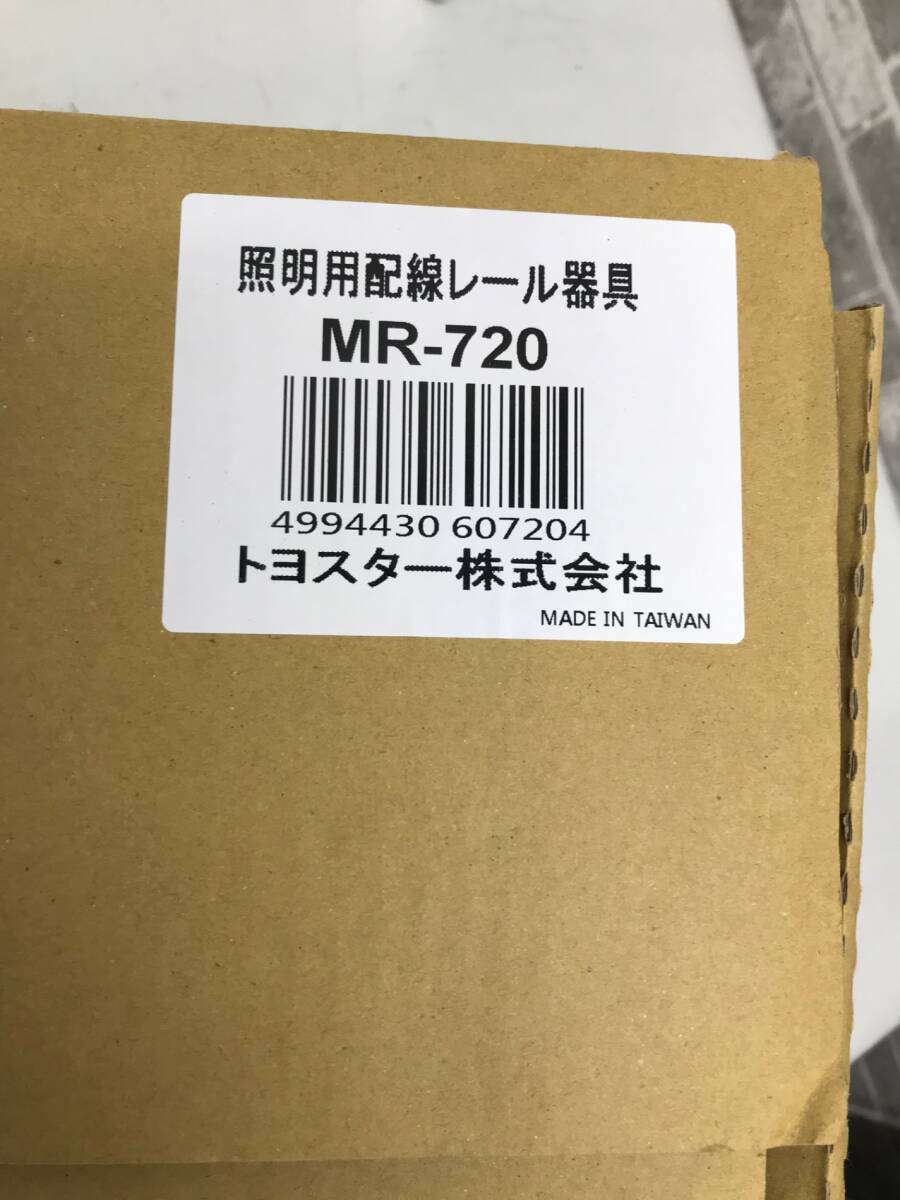 照明用配線レール器具
MR-720
4994430 607204
トヨスター株式会社
MADE IN TAIWAN